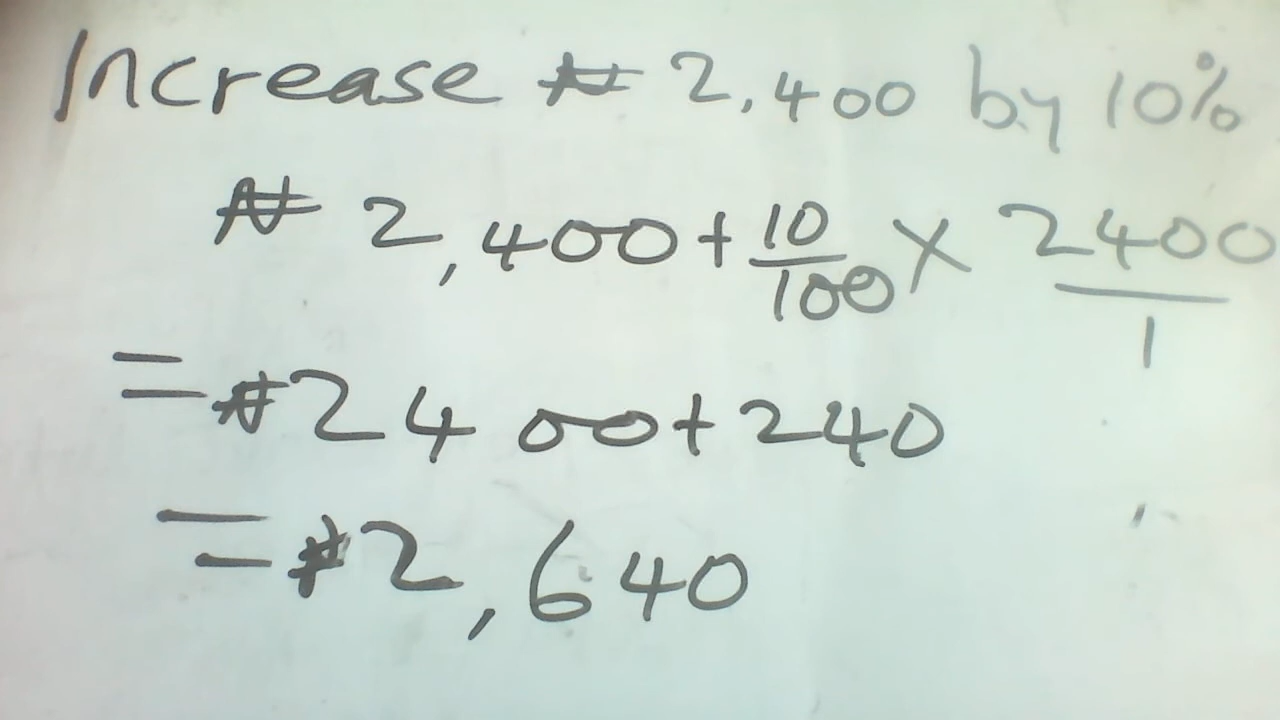 Increase ₦ 2,400 by 10%
₦ 2,400 + 10/100 × 2400/1
= ₦2400 + 240
= ₦2,640